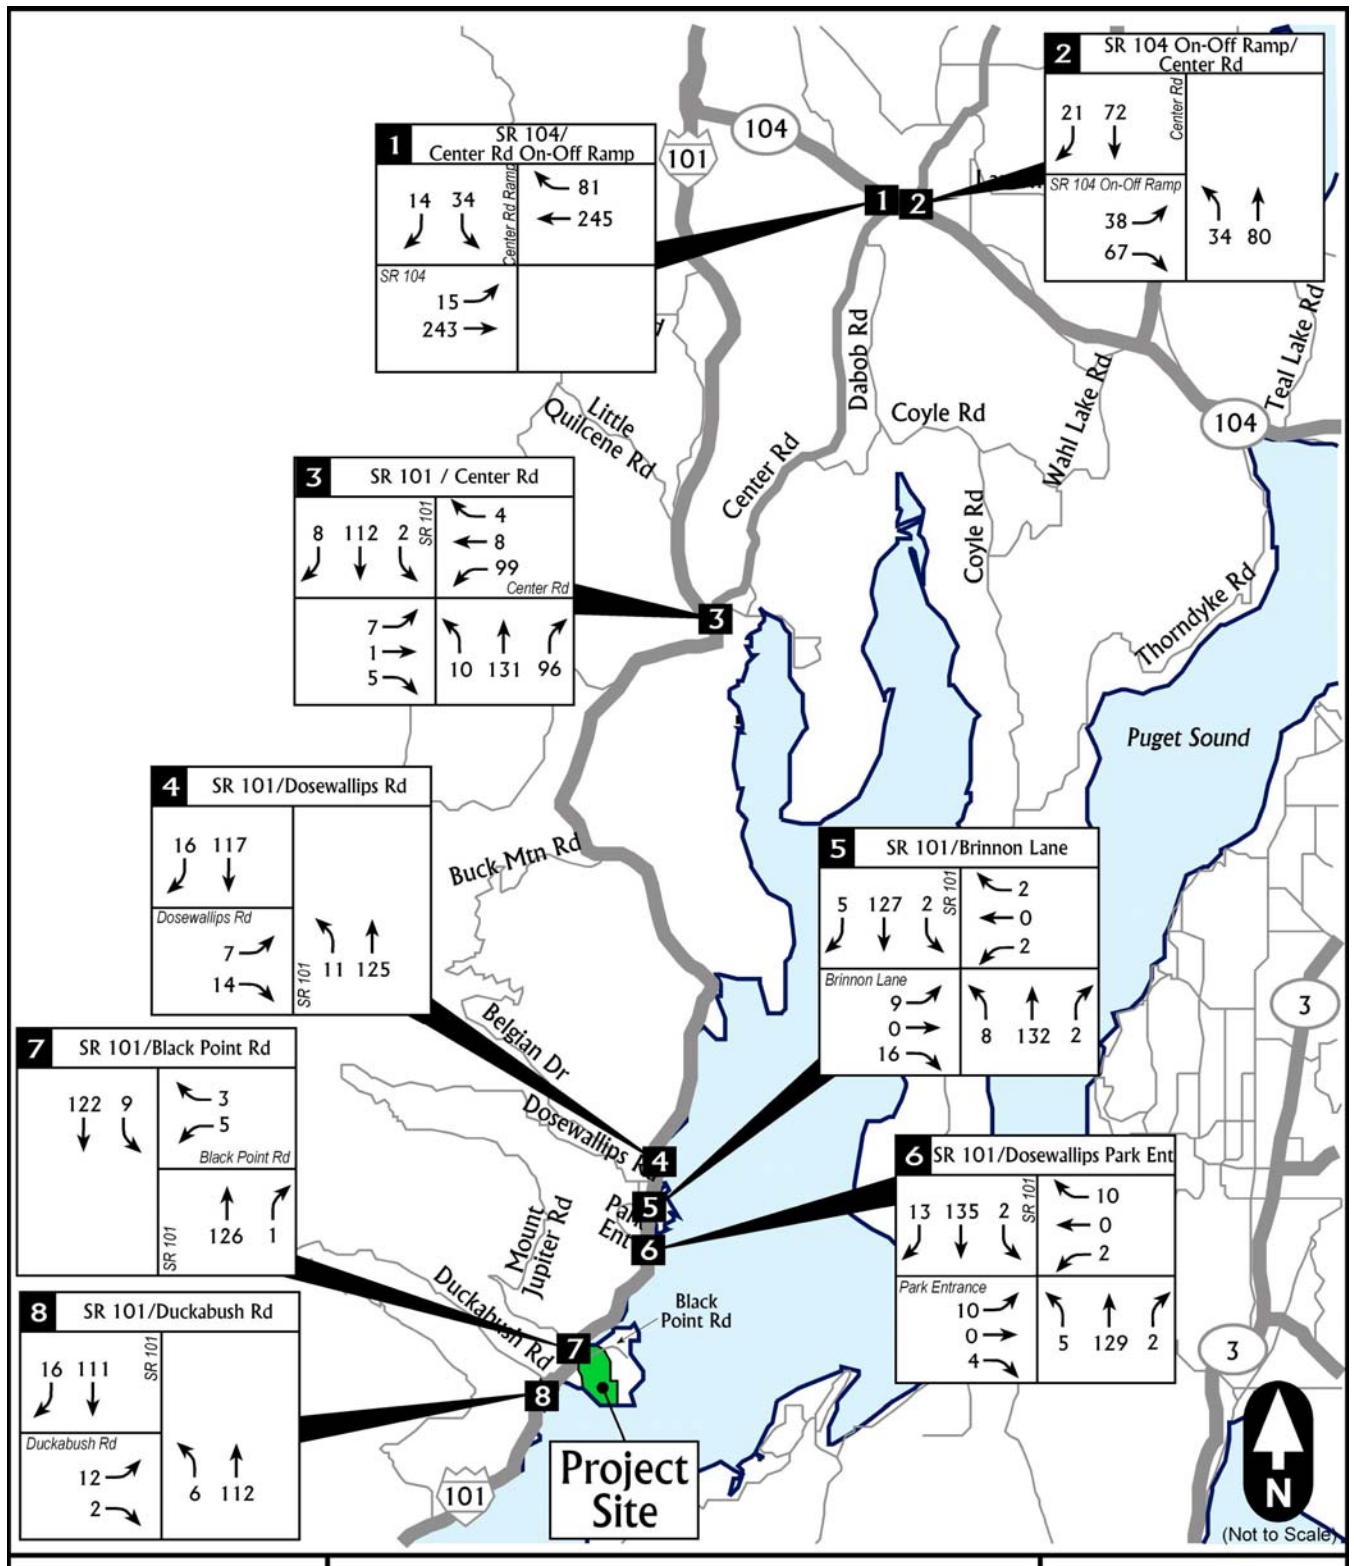 2
SR 104 On-Off Ramp/
Center Rd
21 72
Center Rd
SR 104 On-Off Ramp
38
67
34 80
1
SR 104/
Center Rd On-Off Ramp
14 34
Center Rd Ramp
81
245
SR 104
15
243
104
101
1
2
Dabob Rd
Coyle Rd
Wahl Lake Rd
Teal Lake Rd
104
Little
Quilcene Rd
Center Rd
Coyle Rd
Thorndyke Rd
3
SR 101 / Center Rd
8 112 2
SR 101
4
8
99
Center Rd
7
1
5
10 131 96
3
Puget Sound
4
SR 101/Dosewallips Rd
16 117
Dosewallips Rd
7
14
SR 101
11 125
Buck Mtn Rd
5
SR 101/Brinnon Lane
5 127 2
SR 101
2
0
2
Brinnon Lane
9
0
16
8 132 2
3
Belgian Dr
Dosewallips
7
SR 101/Black Point Rd
122 9
3
5
Black Point Rd
SR 101
126 1
4
5
6
Ent
Mount
Jupiter Rd
6
SR 101/Dosewallips Park Ent
13 135 2
SR 101
10
0
2
Park Entrance
10
0
4
5 129 2
Duckabush Rd
Black
Point Rd
7
8
3
8
SR 101/Duckabush Rd
16 111
SR 101
Duckabush Rd
12
2
6 112
101
Project
Site
N
(Not to Scale)